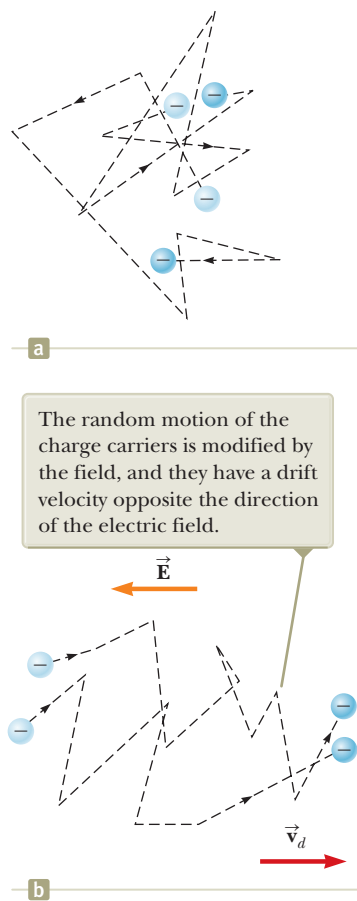 −
−
−
−
a
The random motion of the
charge carriers is modified by
the field, and they have a drift
velocity opposite the direction
of the electric field.
E⃗
−
−
−
−
v⃗d
b